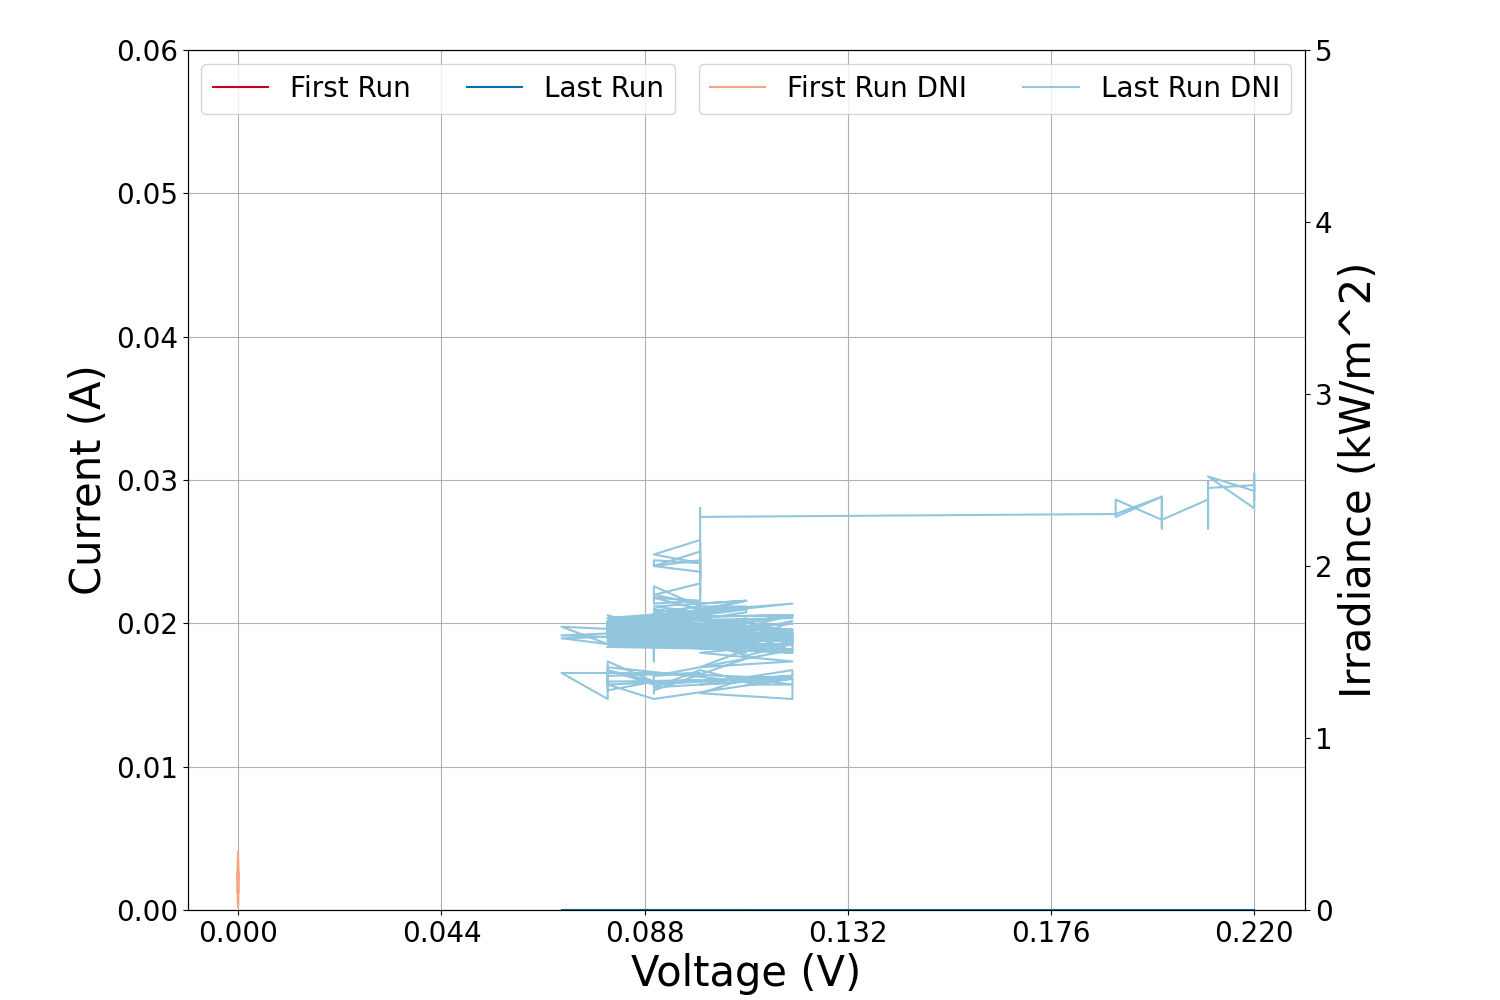 First Run
Last Run
First Run DNI
Last Run DNI
0.06
0.05
0.04
0.03
0.02
0.01
0.00
Current (A)
5
4
3
2
1
0
Irradiance (kW/m^2)
0.000
0.044
0.088
0.132
0.176
0.220
Voltage (V)